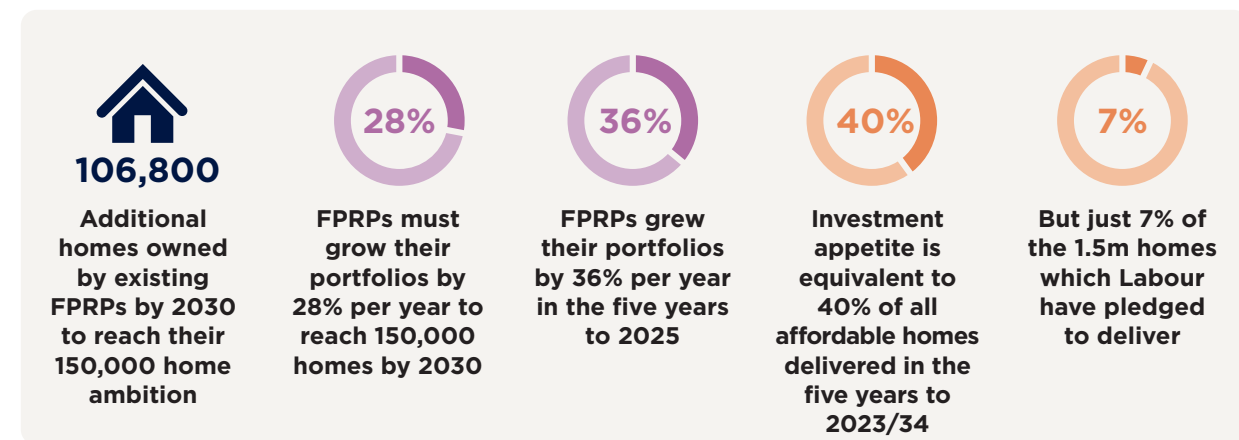 106,800
Additional
homes owned
by existing
FPRPs by 2030
to reach their
150,000 home
ambition
28%
FPRPs must
grow their
portfolios by
28% per year to
reach 150,000
homes by 2030
36%
FPRPs grew
their portfolios
by 36% per year
in the five years
to 2025
40%
Investment
appetite is
equivalent to
40% of all
affordable homes
delivered in the
five years to
2023/34
7%
But just 7% of
the 1.5m homes
which Labour
have pledged
to deliver